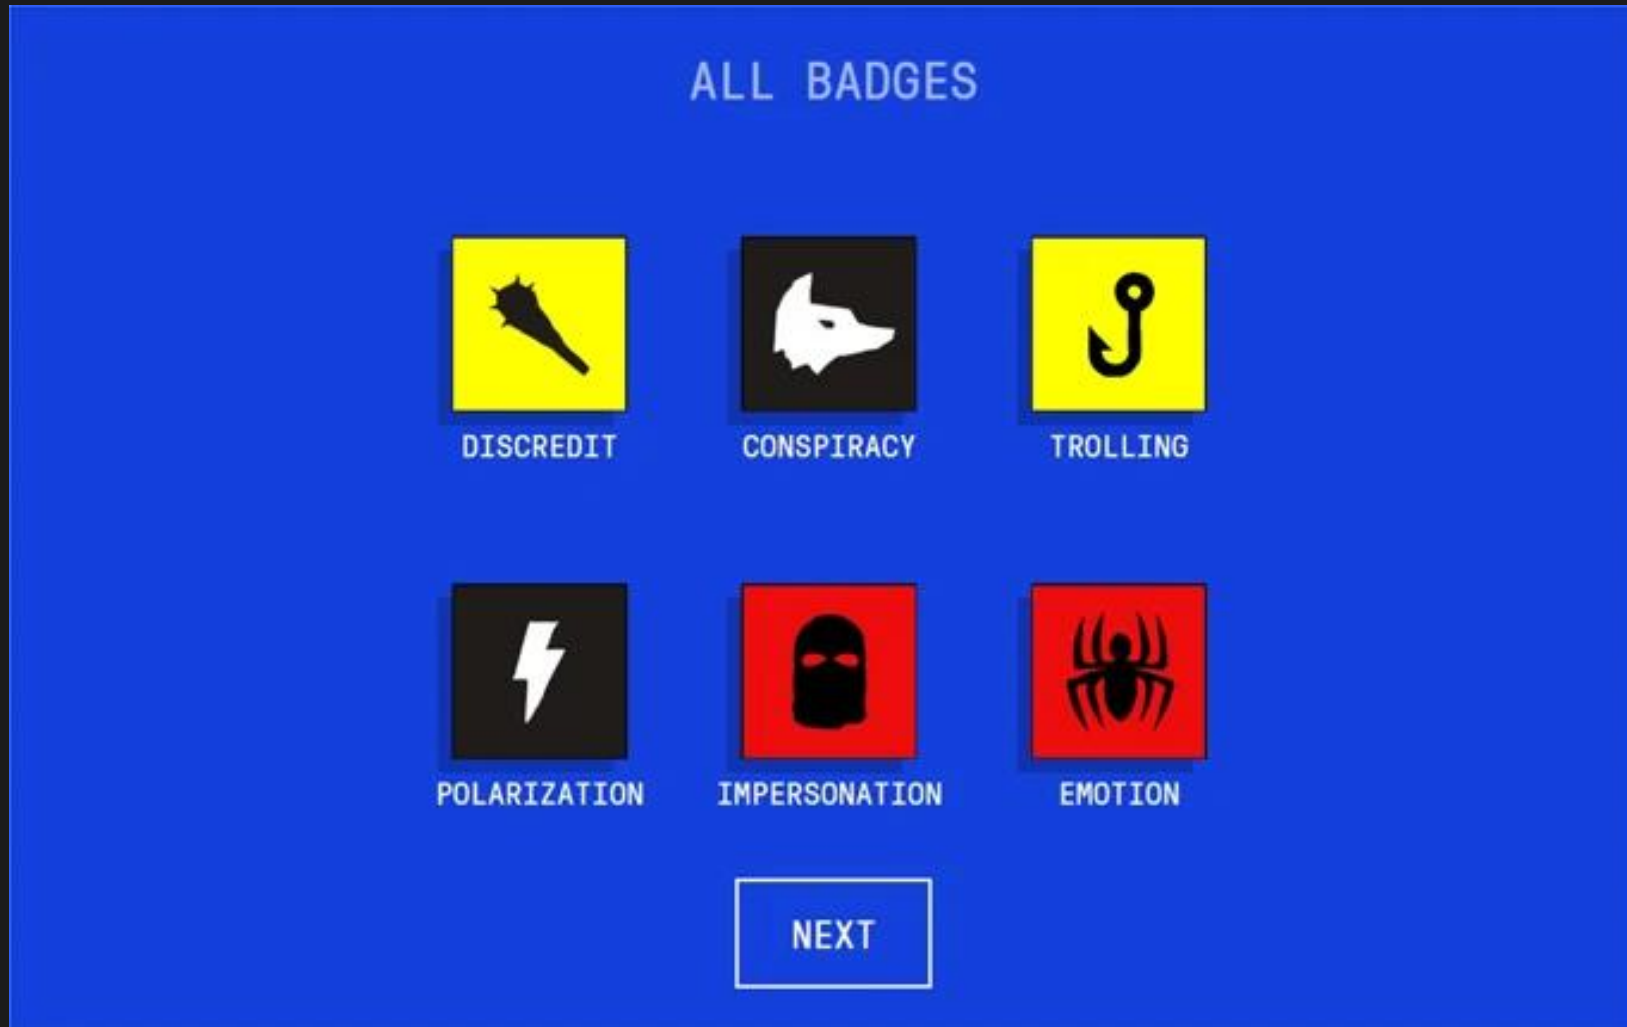 ALL BADGES
DISCREDIT
CONSPIRACY
TROLLING
POLARIZATION
IMPERSONATION
EMOTION
NEXT